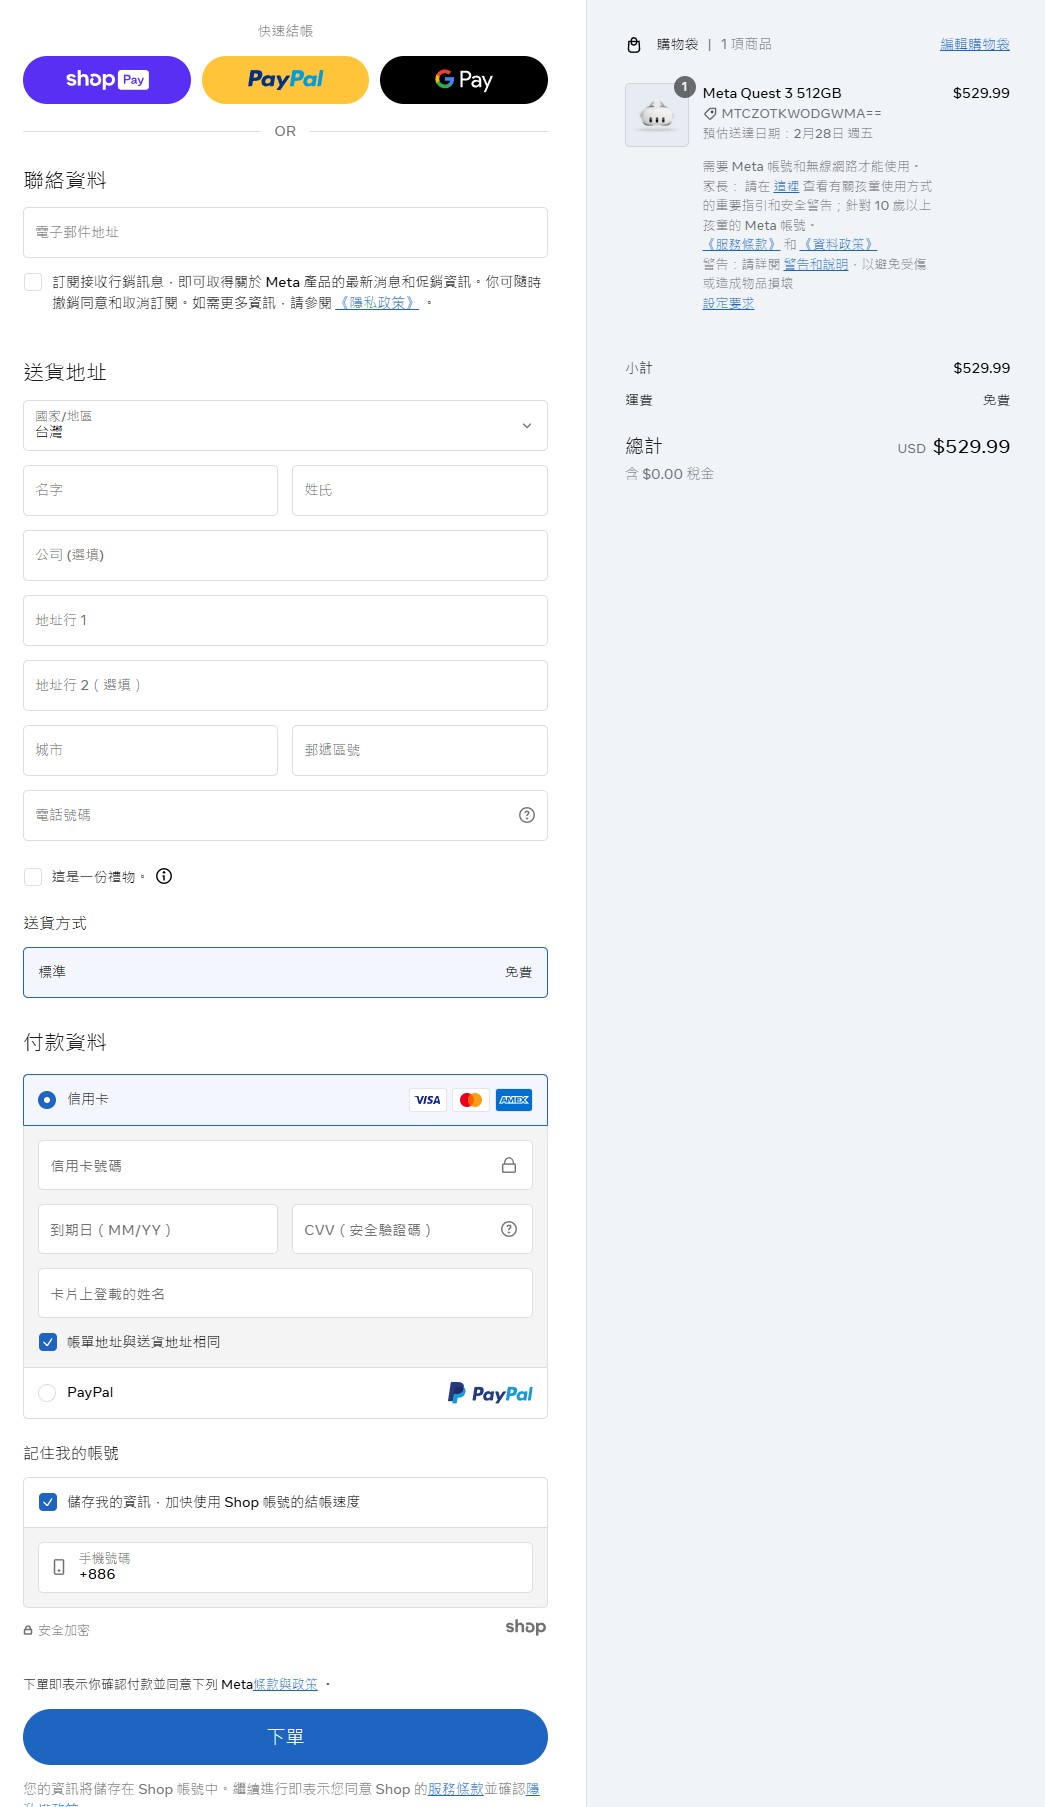 快速結帳
shop Pay
PayPal
G Pay
OR
聯絡資料
電子郵件地址
訂閱接收行銷訊息，即可取得關於 Meta 產品的最新消息和促銷資訊。你可隨時
撤銷同意和取消訂閱。如需更多資訊，請參閱《隱私政策》。
送貨地址
國家/地區
台灣
名字
姓氏
公司 (選填)
地址行 1
地址行 2（選填）
城市
郵遞區號
電話號碼
這是一份禮物。
送貨方式
標準
免費
付款資料
信用卡
VISA
AMEX
信用卡號碼
到期日（MM/YY）
CVV（安全驗證碼）
卡片上登載的姓名
帳單地址與送貨地址相同
PayPal
PayPal
記住我的帳號
儲存我的資訊，加快使用 Shop 帳號的結帳速度
手機號碼
+886
安全加密
shop
下單即表示你確認付款並同意下列 Meta條款與政策。
下單
您的資訊將儲存在 Shop 帳號中。繼續進行即表示您同意 Shop 的服務條款並確認隱
購物袋 | 1 項商品
編輯購物袋
1
Meta Quest 3 512GB
$529.99
MTCZOTKWODGWMA==
預估送達日期：2月28日 週五
需要 Meta 帳號和無線網路才能使用。
家長： 請在 這裡 查看有關孩童使用方式
的重要指引和安全警告；針對 10 歲以上
孩童的 Meta 帳號。
《服務條款》 和 《資料政策》
警告：請詳閱 警告和說明，以避免受傷
或造成物品損壞
設定要求
小計
$529.99
運費
免費
總計
USD $529.99
含 $0.00 稅金